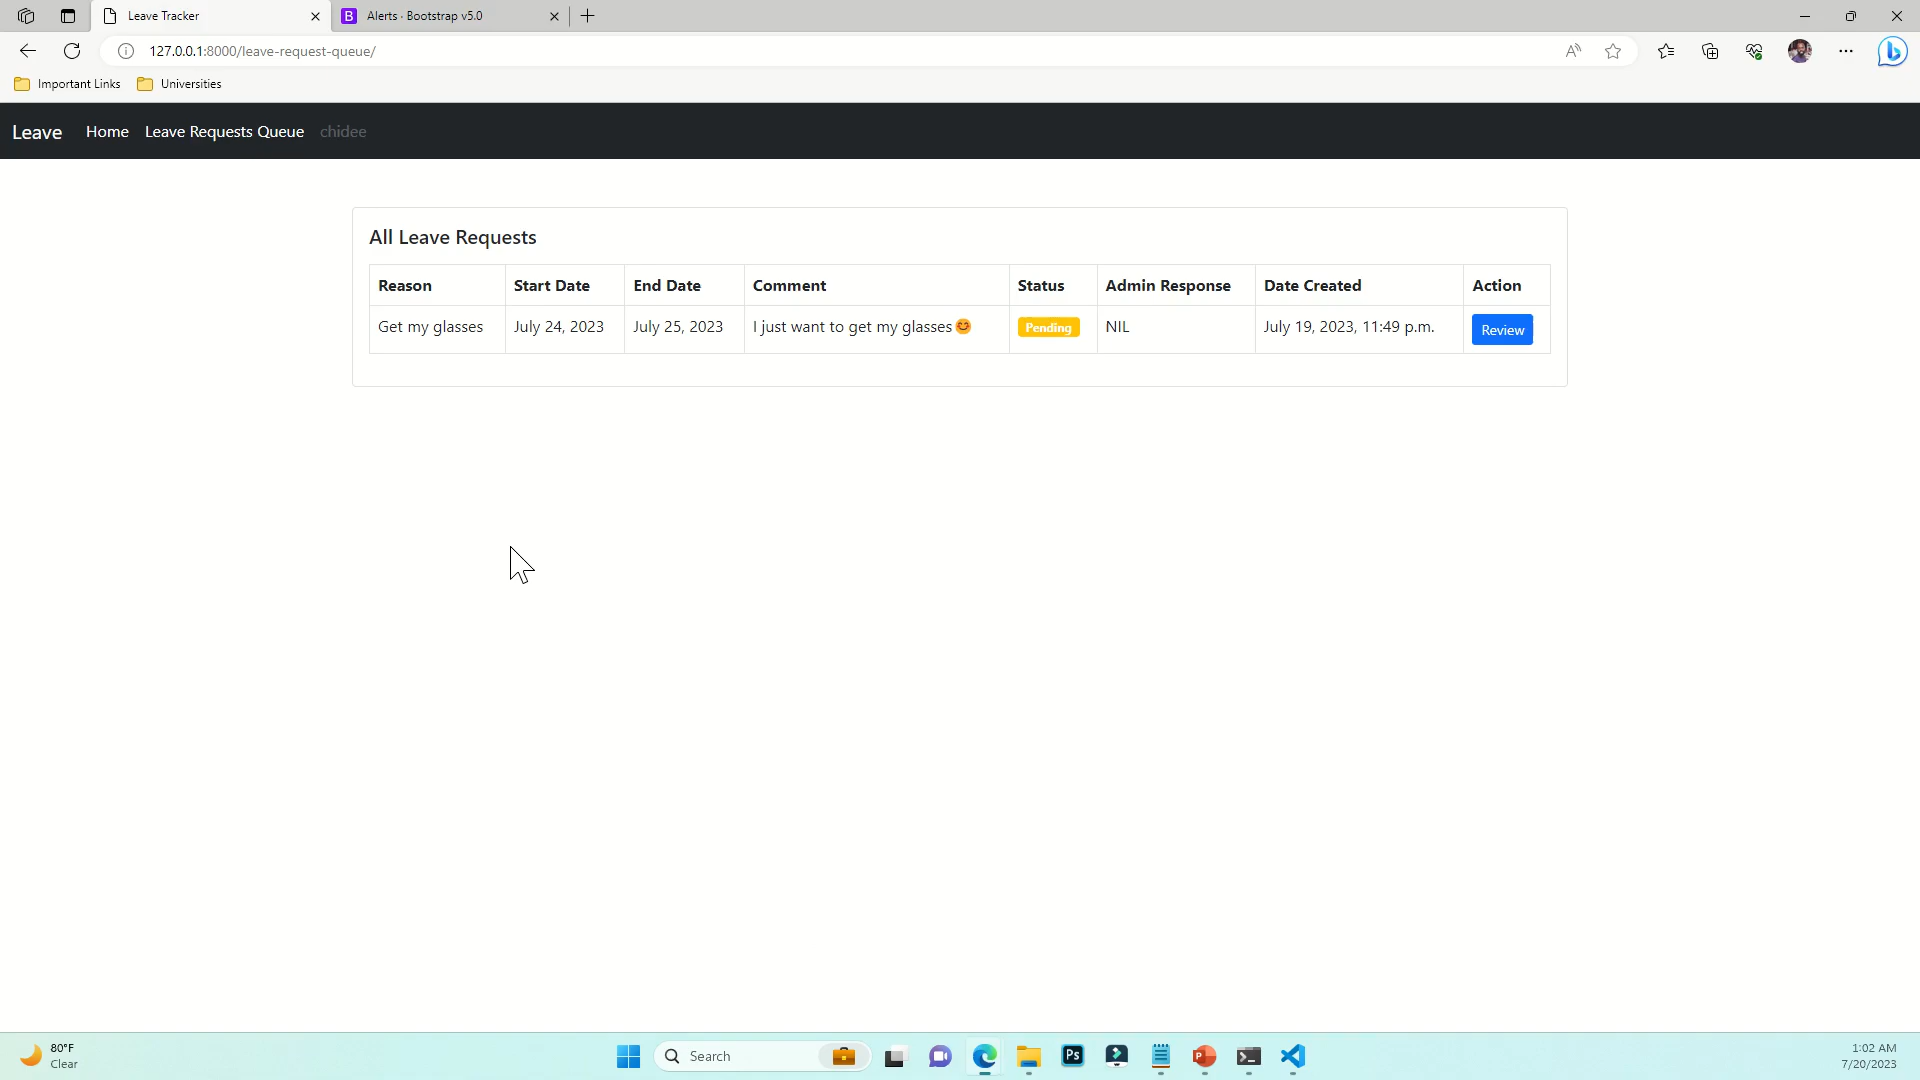 Leave Tracker
B Alerts · Bootstrap v5.0
127.0.0.1:8000/leave-request-queue/
Important Links Universities
Leave Home Leave Requests Queue chidee
All Leave Requests
Reason Start Date End Date Comment Status Admin Response Date Created Action
Get my glasses July 24, 2023 July 25, 2023 I just want to get my glasses😊 Pending NIL July 19, 2023, 11:49 p.m. Review
80°F
Clear
Search
Ps
P
1:02 AM
7/20/2023